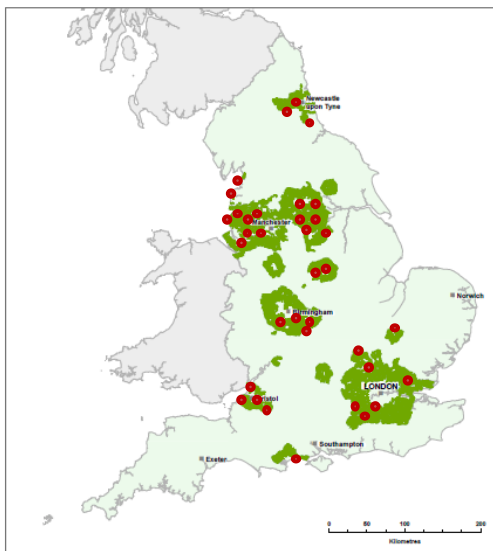 Newcastle
upon Tyne
Manchester
Norwich
Birmingham
LONDON
Bristol
Southampton
Exeter
0 50 100 200
Kilometres